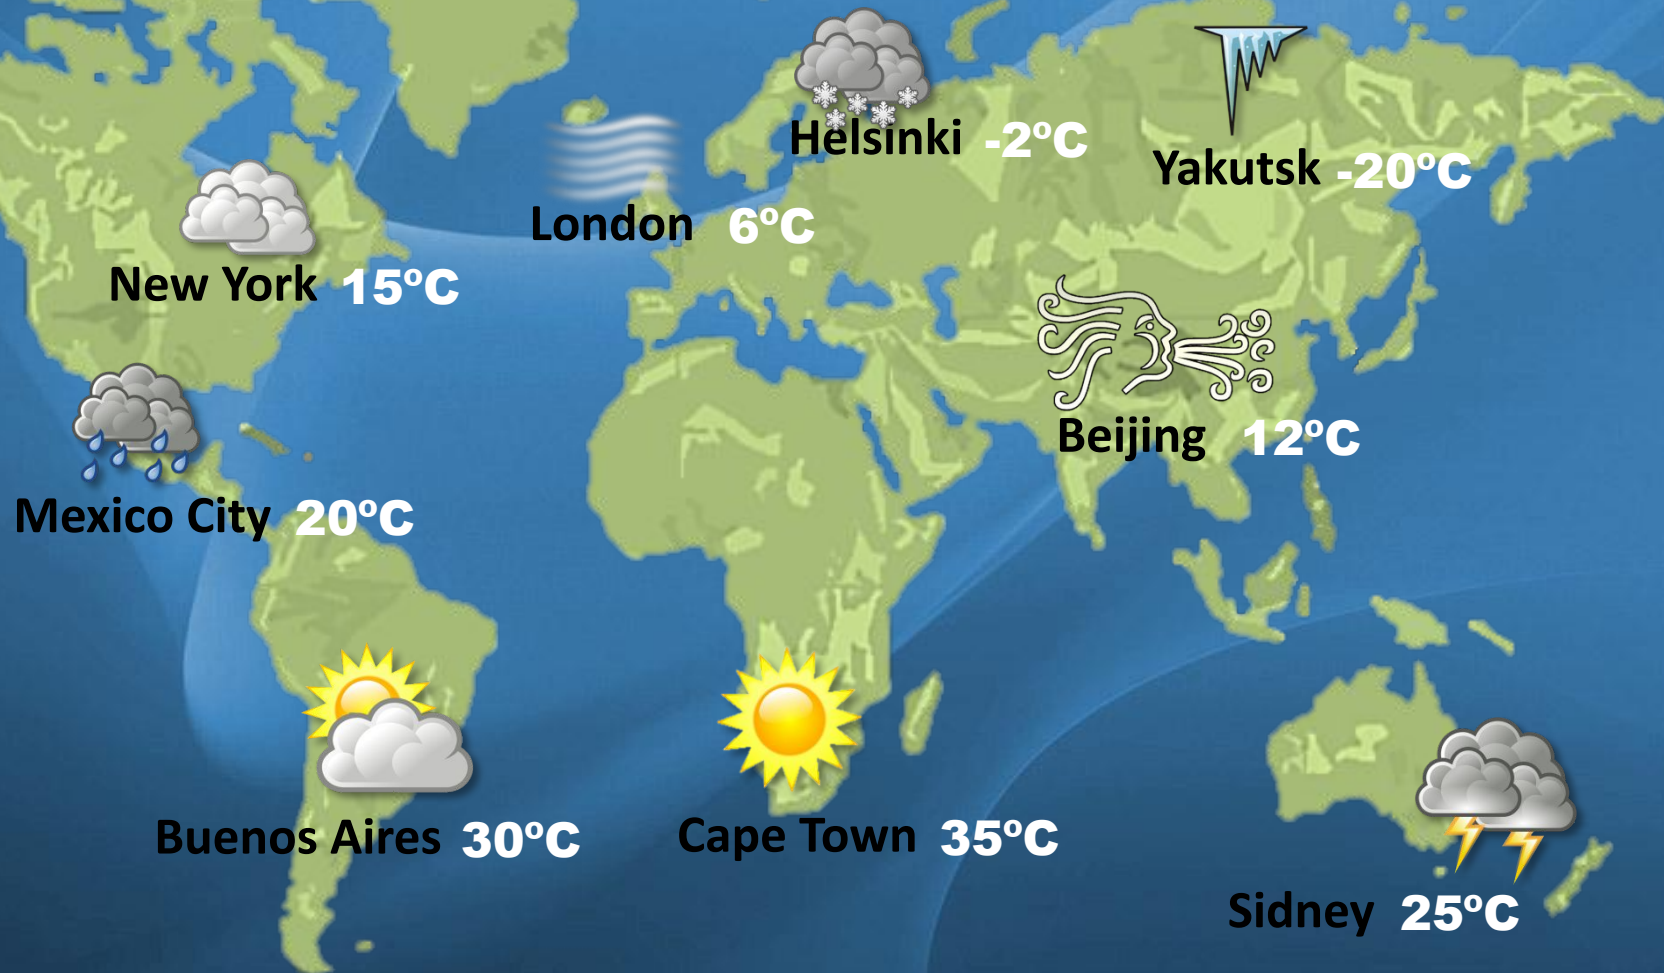 Helsinki -2ºC
Yakutsk -20ºC
London 6ºC
New York 15ºC
Beijing 12ºC
Mexico City 20ºC
Buenos Aires 30ºC
Cape Town 35ºC
Sidney 25ºC